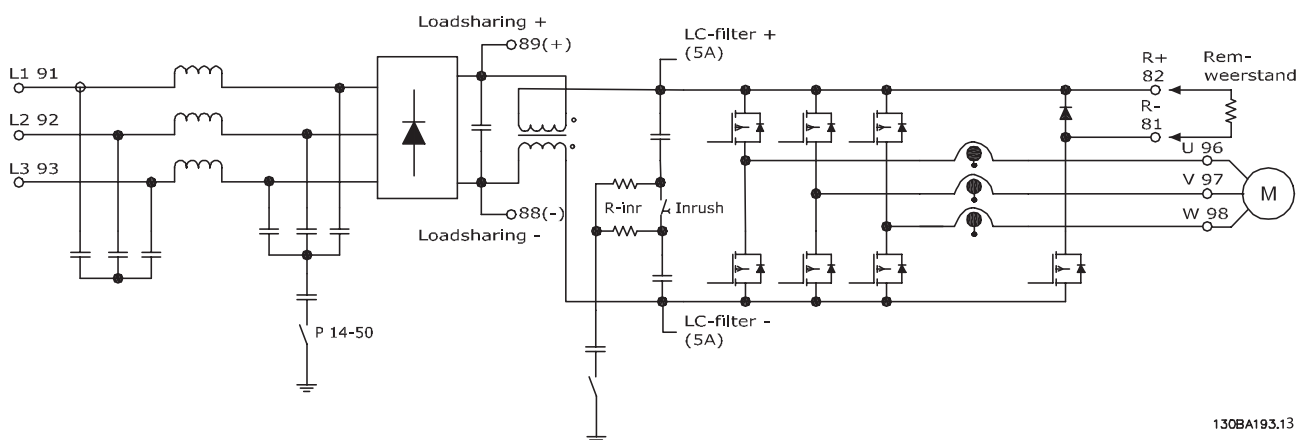 Loadsharing +
89(+)
LC-filter +
(5A)
R+
82
Rem-
weerstand
L1 91
R-
81
L2 92
U 96
L3 93
V 97
M
R-inr
Inrush
88(-)
W 98
Loadsharing -
LC-filter -
(5A)
P 14-50
130BA193.13